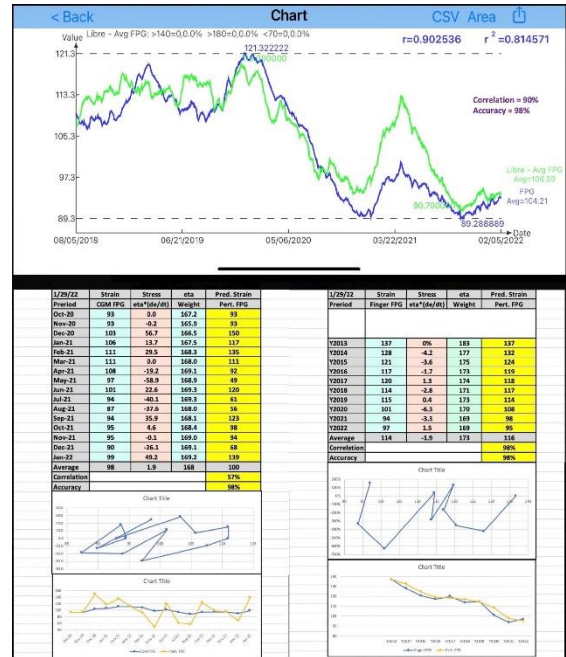 < Back Chart CSV Area
Value Libre - Avg FPG: >140=0,0.0% >180=0,0.0% <70=0,0.0%
r=0.902536 r 2 =0.814571
121.3
121.322222
113.3
105.3
97.3
89.3
Correlation = 90%
Accuracy = 98%
Libre - Avg FPG
Avg=106.59
FPG
Avg=104.21
89.288889
Date
08/05/2018 06/21/2019 05/06/2020 03/22/2021 02/05/2022
1/29/22 Strain Stress eta Pred. Strain
Preriod CGM FPG eta*(de/dt) Weight Pert. FPG
Oct-20 93 0.0 167.2 93
Nov-20 93 -0.2 165.9 93
Dec-20 103 56.7 166.5 150
Jan-21 106 13.7 167.5 117
Feb-21 111 29.5 168.3 135
Mar-21 111 0.0 168.0 111
Apr-21 108 -19.2 169.1 92
May-21 97 -58.9 168.9 49
Jun-21 101 22.6 169.3 120
Jul-21 94 -40.1 169.3 61
Aug-21 87 -37.6 168.0 56
Sep-21 94 35.9 168.1 123
Oct-21 95 4.6 168.4 98
Nov-21 95 -0.1 169.0 94
Dec-21 90 -26.1 169.1 68
Jan-22 99 49.2 169.2 139
Average 98 1.9 168 100
Correlation 57%
Accuracy 98%
Chart Title
Chart Title
1/29/22 Strain Stress eta Pred. Strain
Preriod Finger FPG eta*(de/dt) Weight Pert. FPG
Y2013 137 0% 183 137
Y2014 128 -4.2 177 132
Y2015 121 -3.6 175 124
Y2016 117 -1.7 173 119
Y2017 120 1.3 174 118
Y2018 114 -2.8 171 117
Y2019 115 0.4 173 114
Y2020 101 -6.3 170 108
Y2021 94 -3.3 169 98
Y2022 97 1.5 169 95
Average 114 -1.9 173 116
Correlation 98%
Accuracy 98%
Chart Title
Chart Title